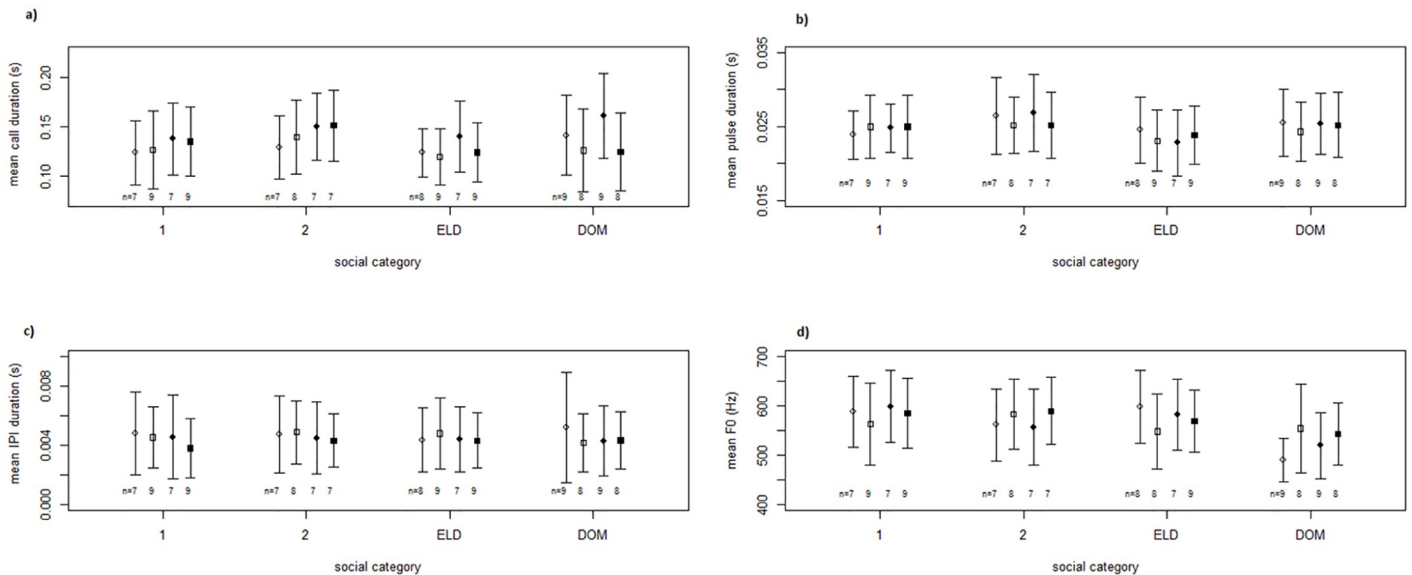 a)
mean call duration (s)
0.20
0.15
0.10
n=7 9 7 9 n=7 8 7 7 n=8 9 7 9 n=9 8 9 8
1 2 ELD DOM
social category
b)
mean pulse duration (s)
0.035
0.025
0.015
n=7 9 7 9 n=7 8 7 7 n=8 9 7 9 n=9 8 9 8
1 2 ELD DOM
social category
c)
mean IPI duration (s)
0.008
0.004
0.000
n=7 9 7 9 n=7 8 7 7 n=8 9 7 9 n=9 8 9 8
1 2 ELD DOM
social category
d)
mean F0 (Hz)
700
600
500
400
n=7 9 7 9 n=7 8 7 7 n=8 8 7 9 n=9 8 9 8
1 2 ELD DOM
social category